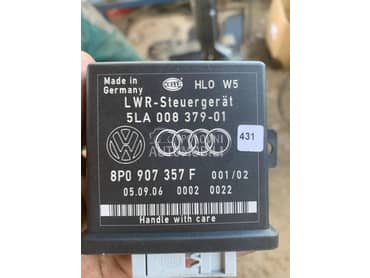 Made in
Germany
HELLA
HLO W5
LWR-Steuergerät
5LA 008 379-01
431
8P0 907 357 F 001/02
05.09.06 0002 0022
Handle with care